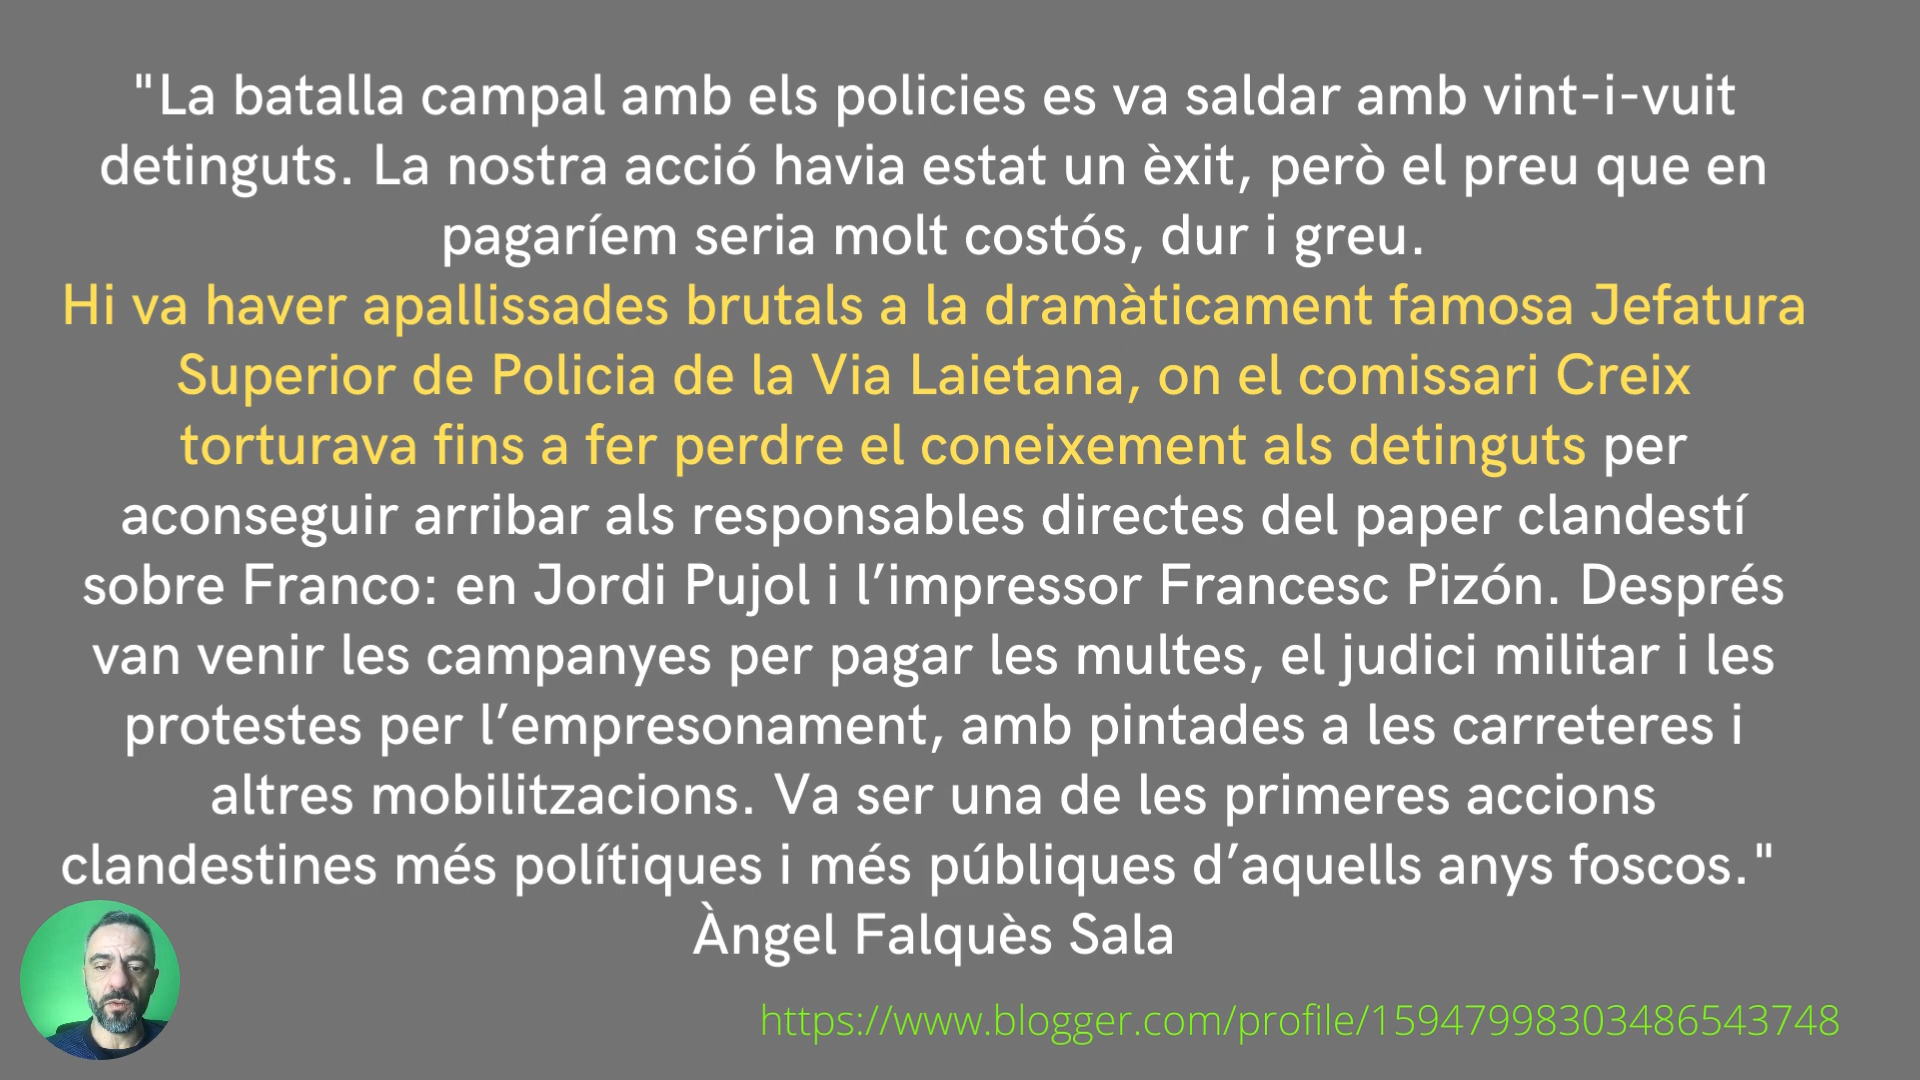 "La batalla campal amb els policies es va saldar amb vint-i-vuit
detinguts. La nostra acció havia estat un èxit, però el preu que en
pagaríem seria molt costós, dur i greu.
Hi va haver apallissades brutals a la dramàticament famosa Jefatura
Superior de Policia de la Via Laietana, on el comissari Creix
torturava fins a fer perdre el coneixement als detinguts per
aconseguir arribar als responsables directes del paper clandestí
sobre Franco: en Jordi Pujol i l’impressor Francesc Pizón. Després
van venir les campanyes per pagar les multes, el judici militar i les
protestes per l’empresonament, amb pintades a les carreteres i
altres mobilitzacions. Va ser una de les primeres accions
clandestines més polítiques i més públiques d’aquells anys foscos."
Àngel Falquès Sala
https://www.blogger.com/profile/15947998303486543748